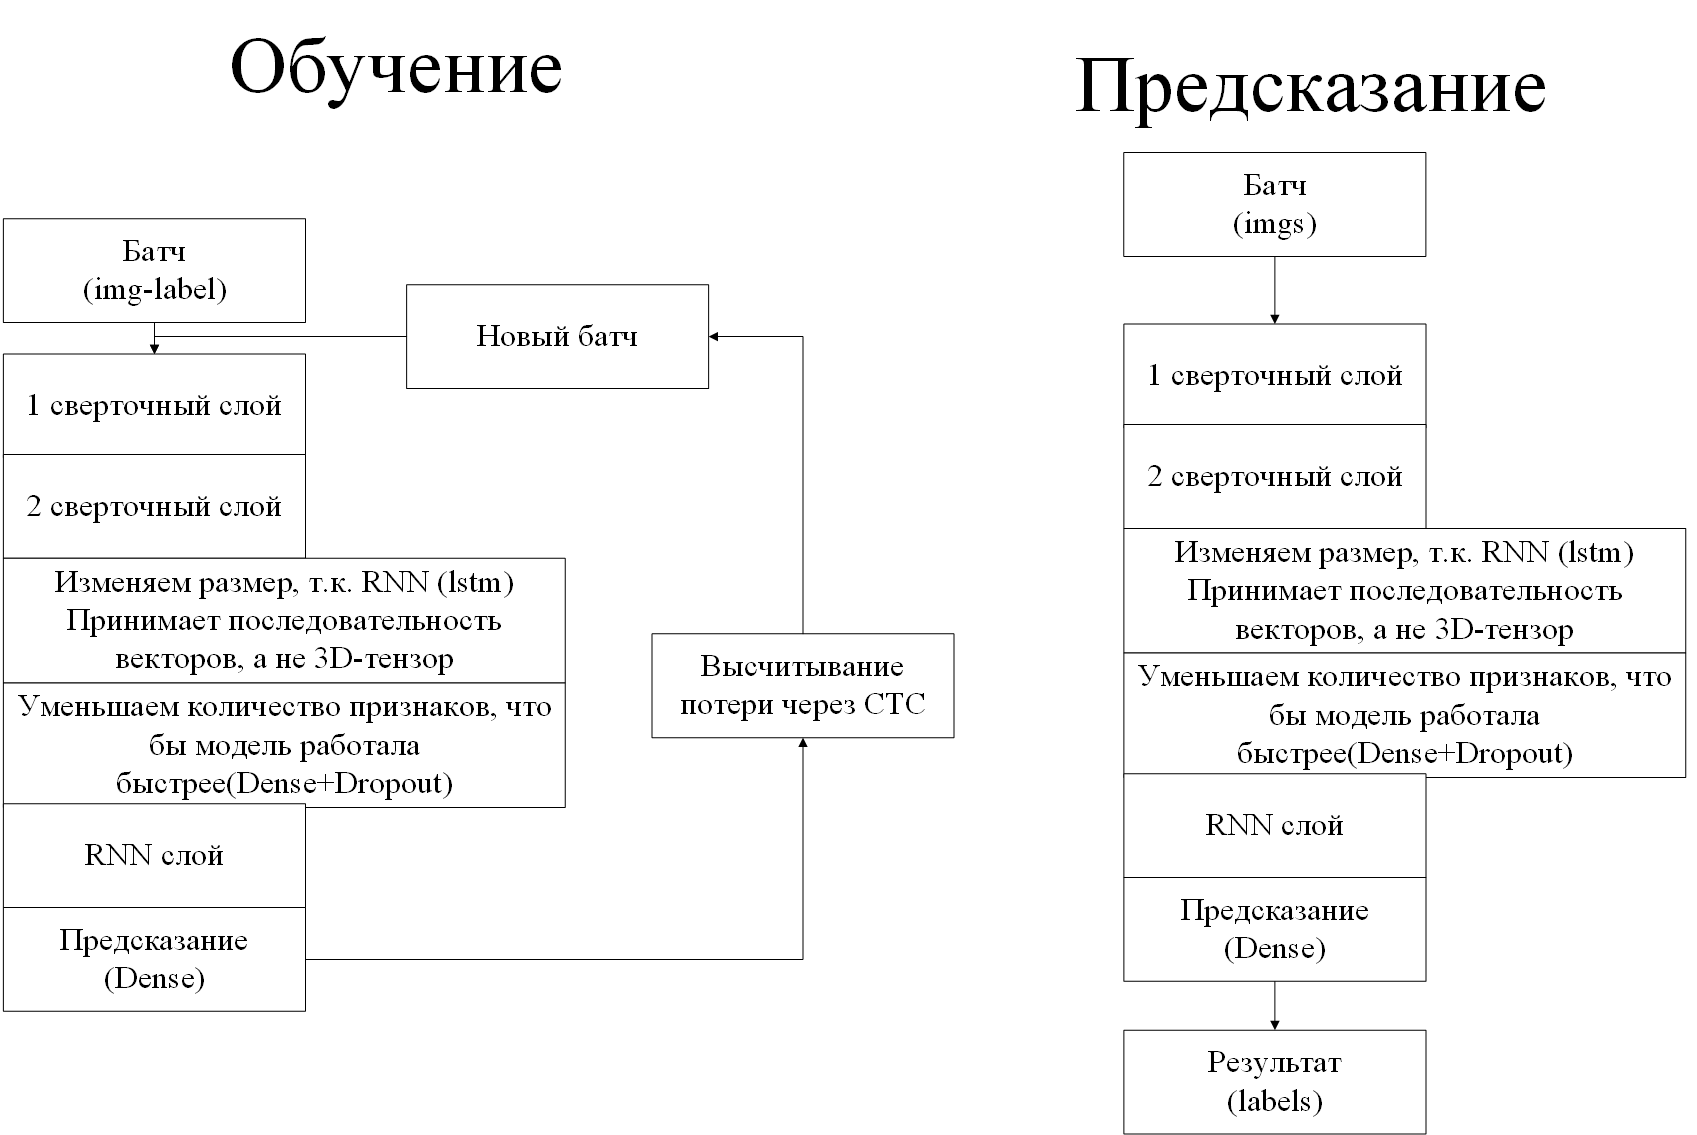 Обучение
Батч
(img-label)
Новый батч
1 сверточный слой
2 сверточный слой
Изменяем размер, т.к. RNN (lstm)
Принимает последовательность
векторов, а не 3D-тензор
Уменьшаем количество признаков, что
бы модель работала
быстрее(Dense+Dropout)
RNN слой
Предсказание
(Dense)
Высчитывание
потери через CTC
Предсказание
Батч
(imgs)
1 сверточный слой
2 сверточный слой
Изменяем размер, т.к. RNN (lstm)
Принимает последовательность
векторов, а не 3D-тензор
Уменьшаем количество признаков, что
бы модель работала
быстрее(Dense+Dropout)
RNN слой
Предсказание
(Dense)
Результат
(labels)